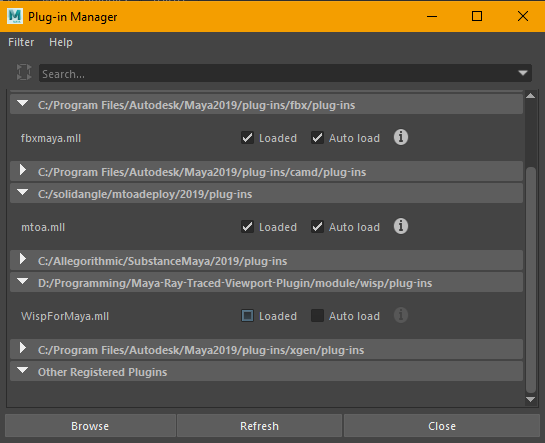 Plug-in Manager
Filter Help
Search...
C:/Program Files/Autodesk/Maya2019/plug-ins/fbx/plug-ins
fbxmaya.mll Loaded Auto load
C:/Program Files/Autodesk/Maya2019/plug-ins/camd/plug-ins
C:/solidangle/mtoadeploy/2019/plug-ins
mtoa.mll Loaded Auto load
C:/Allegorithmic/SubstanceMaya/2019/plug-ins
D:/Programming/Maya-Ray-Traced-Viewport-Plugin/module/wisp/plug-ins
WispForMaya.mll Loaded Auto load
C:/Program Files/Autodesk/Maya2019/plug-ins/xgen/plug-ins
Other Registered Plugins
Browse Refresh Close